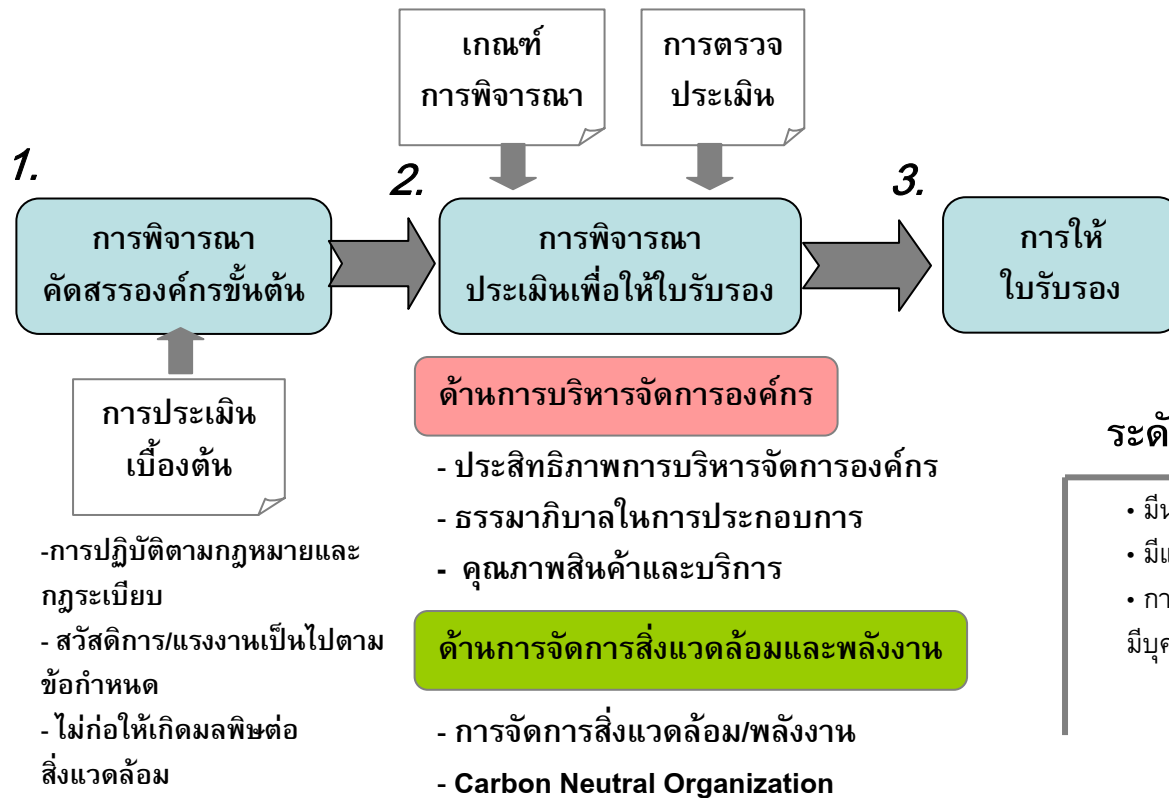 เกณฑ์
การพิจารณา
การตรวจ
ประเมิน
1.
2.
3.
การพิจารณา
คัดสรรองค์กรขั้นต้น
การพิจารณา
ประเมินเพื่อให้ใบรับรอง
การให้
ใบรับรอง
การประเมิน
เบื้องต้น
-การปฏิบัติตามกฎหมายและ
กฎระเบียบ
- สวัสดิการ/แรงงานเป็นไปตาม
ข้อกำหนด
- ไม่ก่อให้เกิดมลพิษต่อ
สิ่งแวดล้อม
ด้านการบริหารจัดการองค์กร
- ประสิทธิภาพการบริหารจัดการองค์กร
- ธรรมาภิบาลในการประกอบการ
- คุณภาพสินค้าและบริการ
ด้านการจัดการสิ่งแวดล้อมและพลังงาน
- การจัดการสิ่งแวดล้อม/พลังงาน
- Carbon Neutral Organization